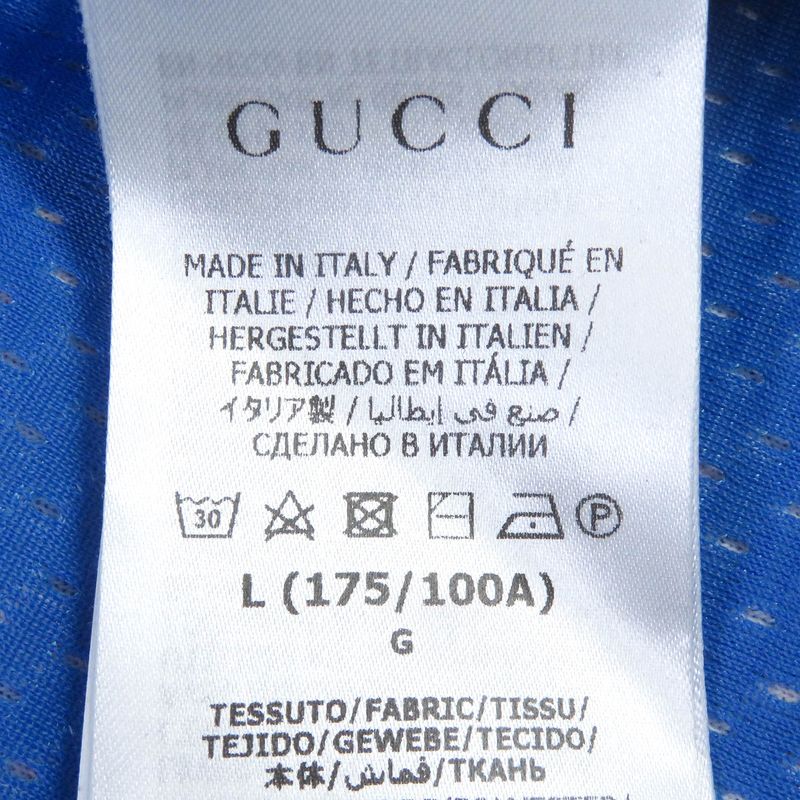 GUCCI
MADE IN ITALY / FABRIQUÉ EN
ITALIE / HECHO EN ITALIA /
HERGESTELLT IN ITALIEN /
FABRICADO EM ITÁLIA /
イタリア製 / صنع في إيطاليا /
СДЕЛАНО В ИТАЛИИ
30 P
L (175/100A)
G
TESSUTO/FABRIC/TISSU/
TEJIDO/GEWEBE/TECIDO/
本体/قماش/ТКАНЬ